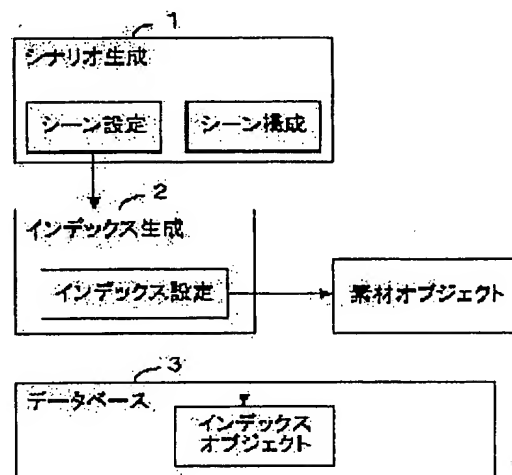 1
シナリオ生成
シーン設定
シーン構成
2
インデックス生成
インデックス設定
素材オブジェクト
3
データベース
インデックス
オブジェクト